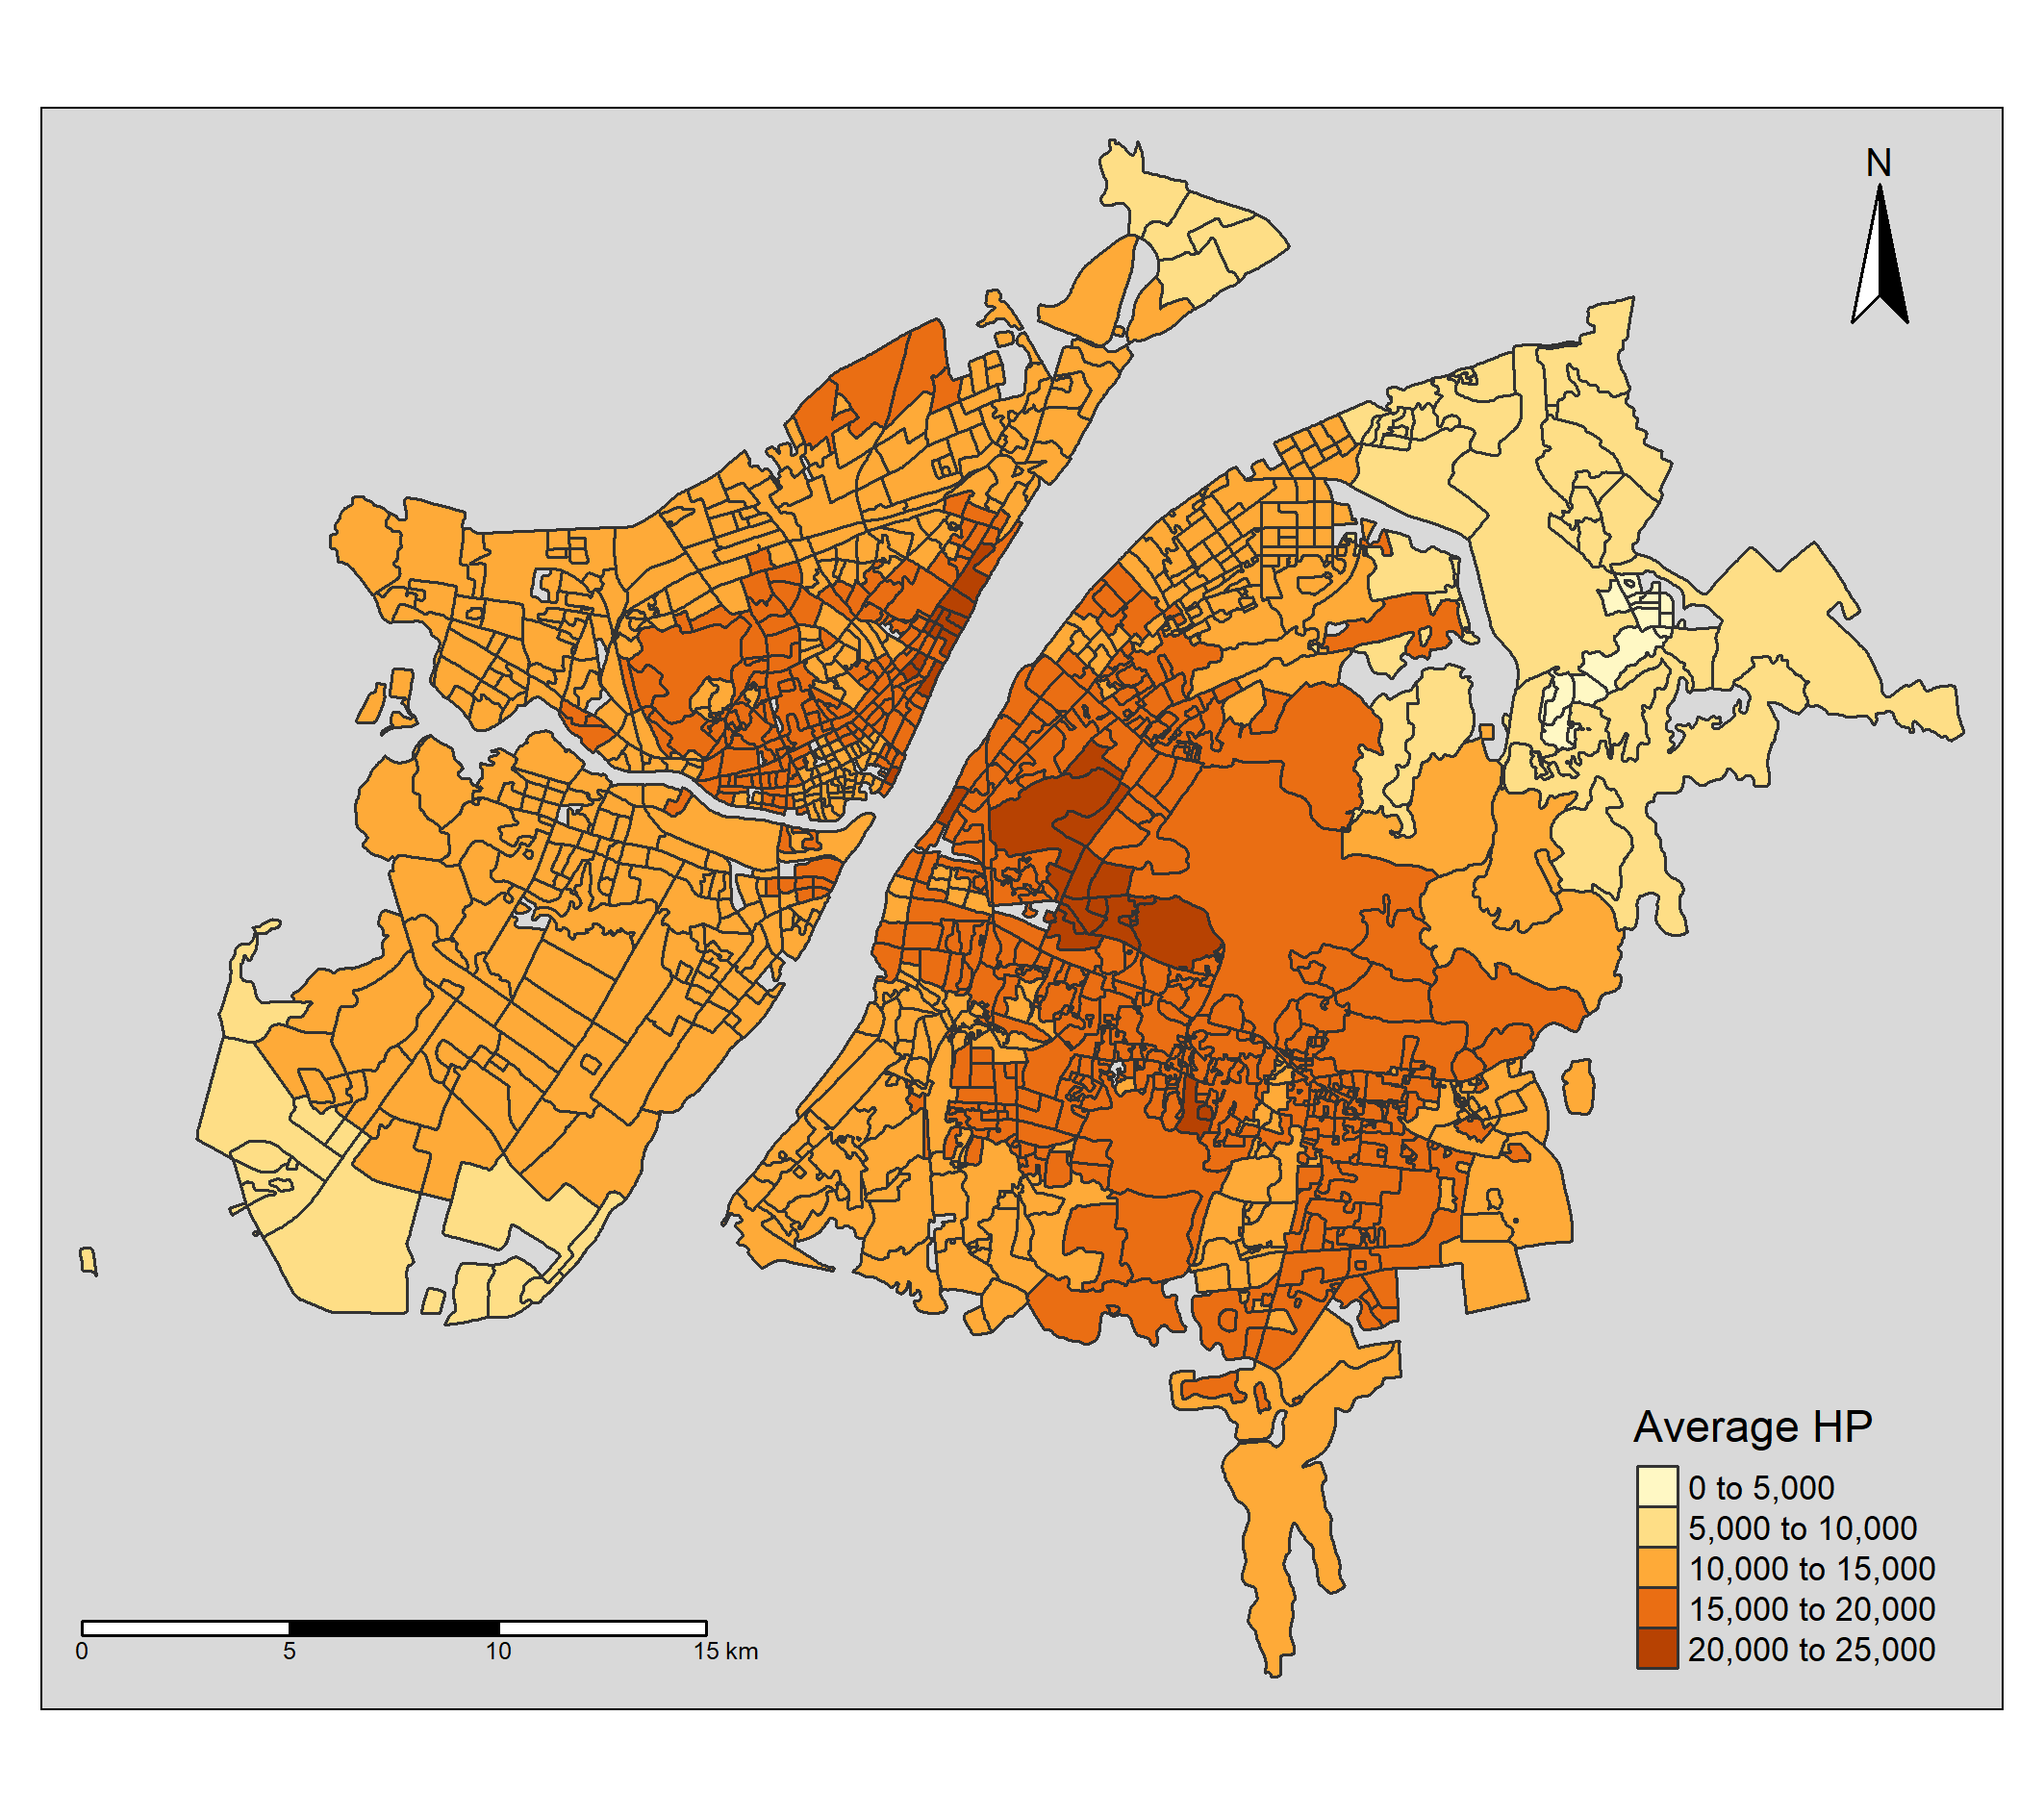 N
Average HP
0 to 5,000
5,000 to 10,000
10,000 to 15,000
15,000 to 20,000
20,000 to 25,000
0 5 10 15 km